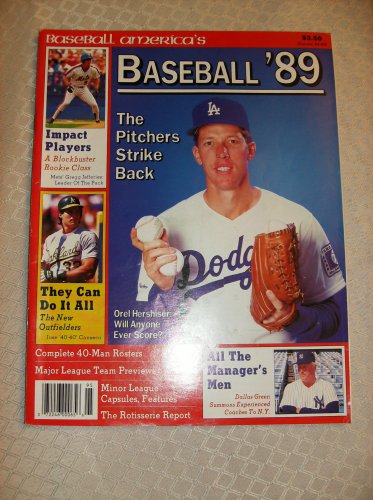 Baseball america's
$3.50
BASEBALL '89
The
Pitchers
Strike
Back
LA
Impact
Players
A Blockbuster
Rookie Class
Mets' Gregg Jefferies:
Leader Of The Pack
They Can
Do It All
The New
Outfielders
Jose '40-40' Canseco
Dodg
Orel Hershiser:
Will Anyone
Ever Score?
Complete 40-Man Rosters
Major League Team Previews
Minor League
Capsules, Features
The Rotisserie Report
All The
Manager's
Men
Dallas Green
Summons Experienced
Coaches To N.Y.